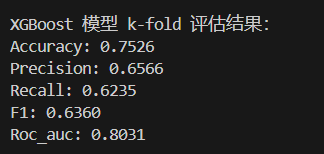 XGBoost 模型 k-fold 评估结果:
Accuracy: 0.7526
Precision: 0.6566
Recall: 0.6235
F1: 0.6360
Roc_auc: 0.8031